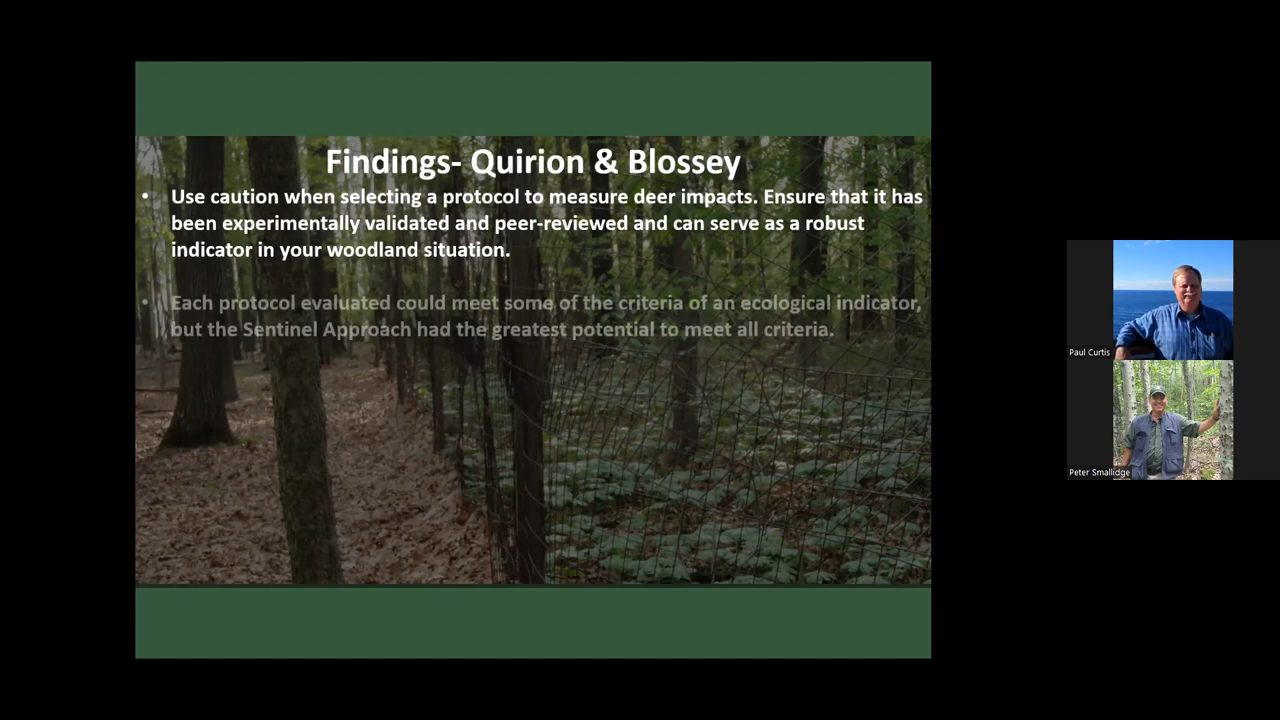 Findings- Quirion & Blossey
• Use caution when selecting a protocol to measure deer impacts. Ensure that it has
been experimentally validated and peer-reviewed and can serve as a robust
indicator in your woodland situation.
• Each protocol evaluated could meet some of the criteria of an ecological indicator,
but the Sentinel Approach had the greatest potential to meet all criteria.
Paul Curtis
Peter Smallidge